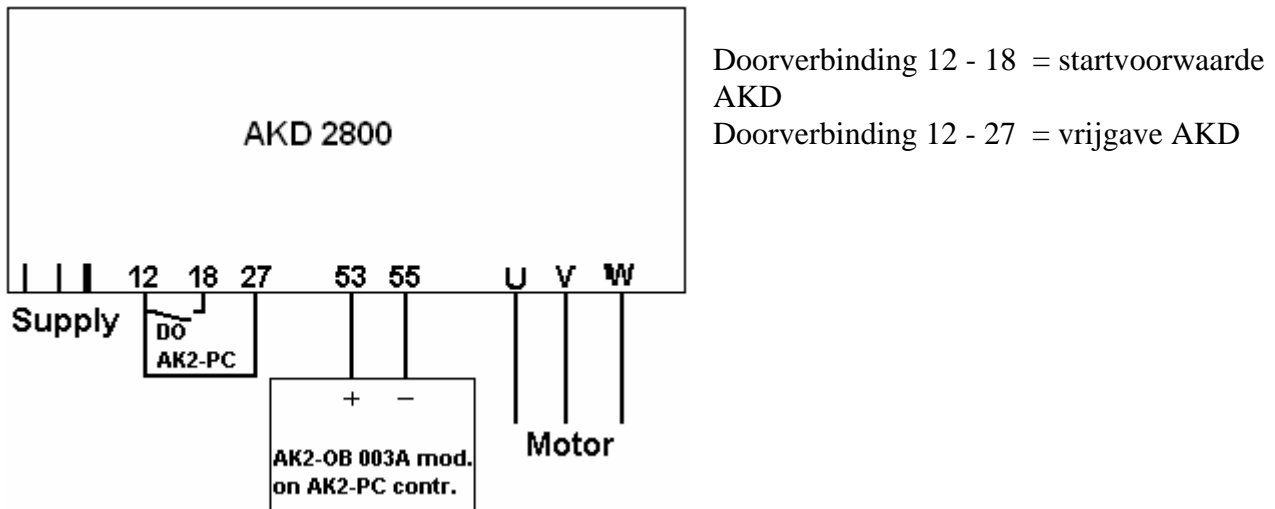 Doorverbinding 12 - 18 = startvoorwaarde
AKD
Doorverbinding 12 - 27 = vrijgave AKD
AKD 2800
12 18 27 53 55 U V W
Supply
DO
AK2-PC
+ −
Motor
AK2-OB 003A mod.
on AK2-PC contr.